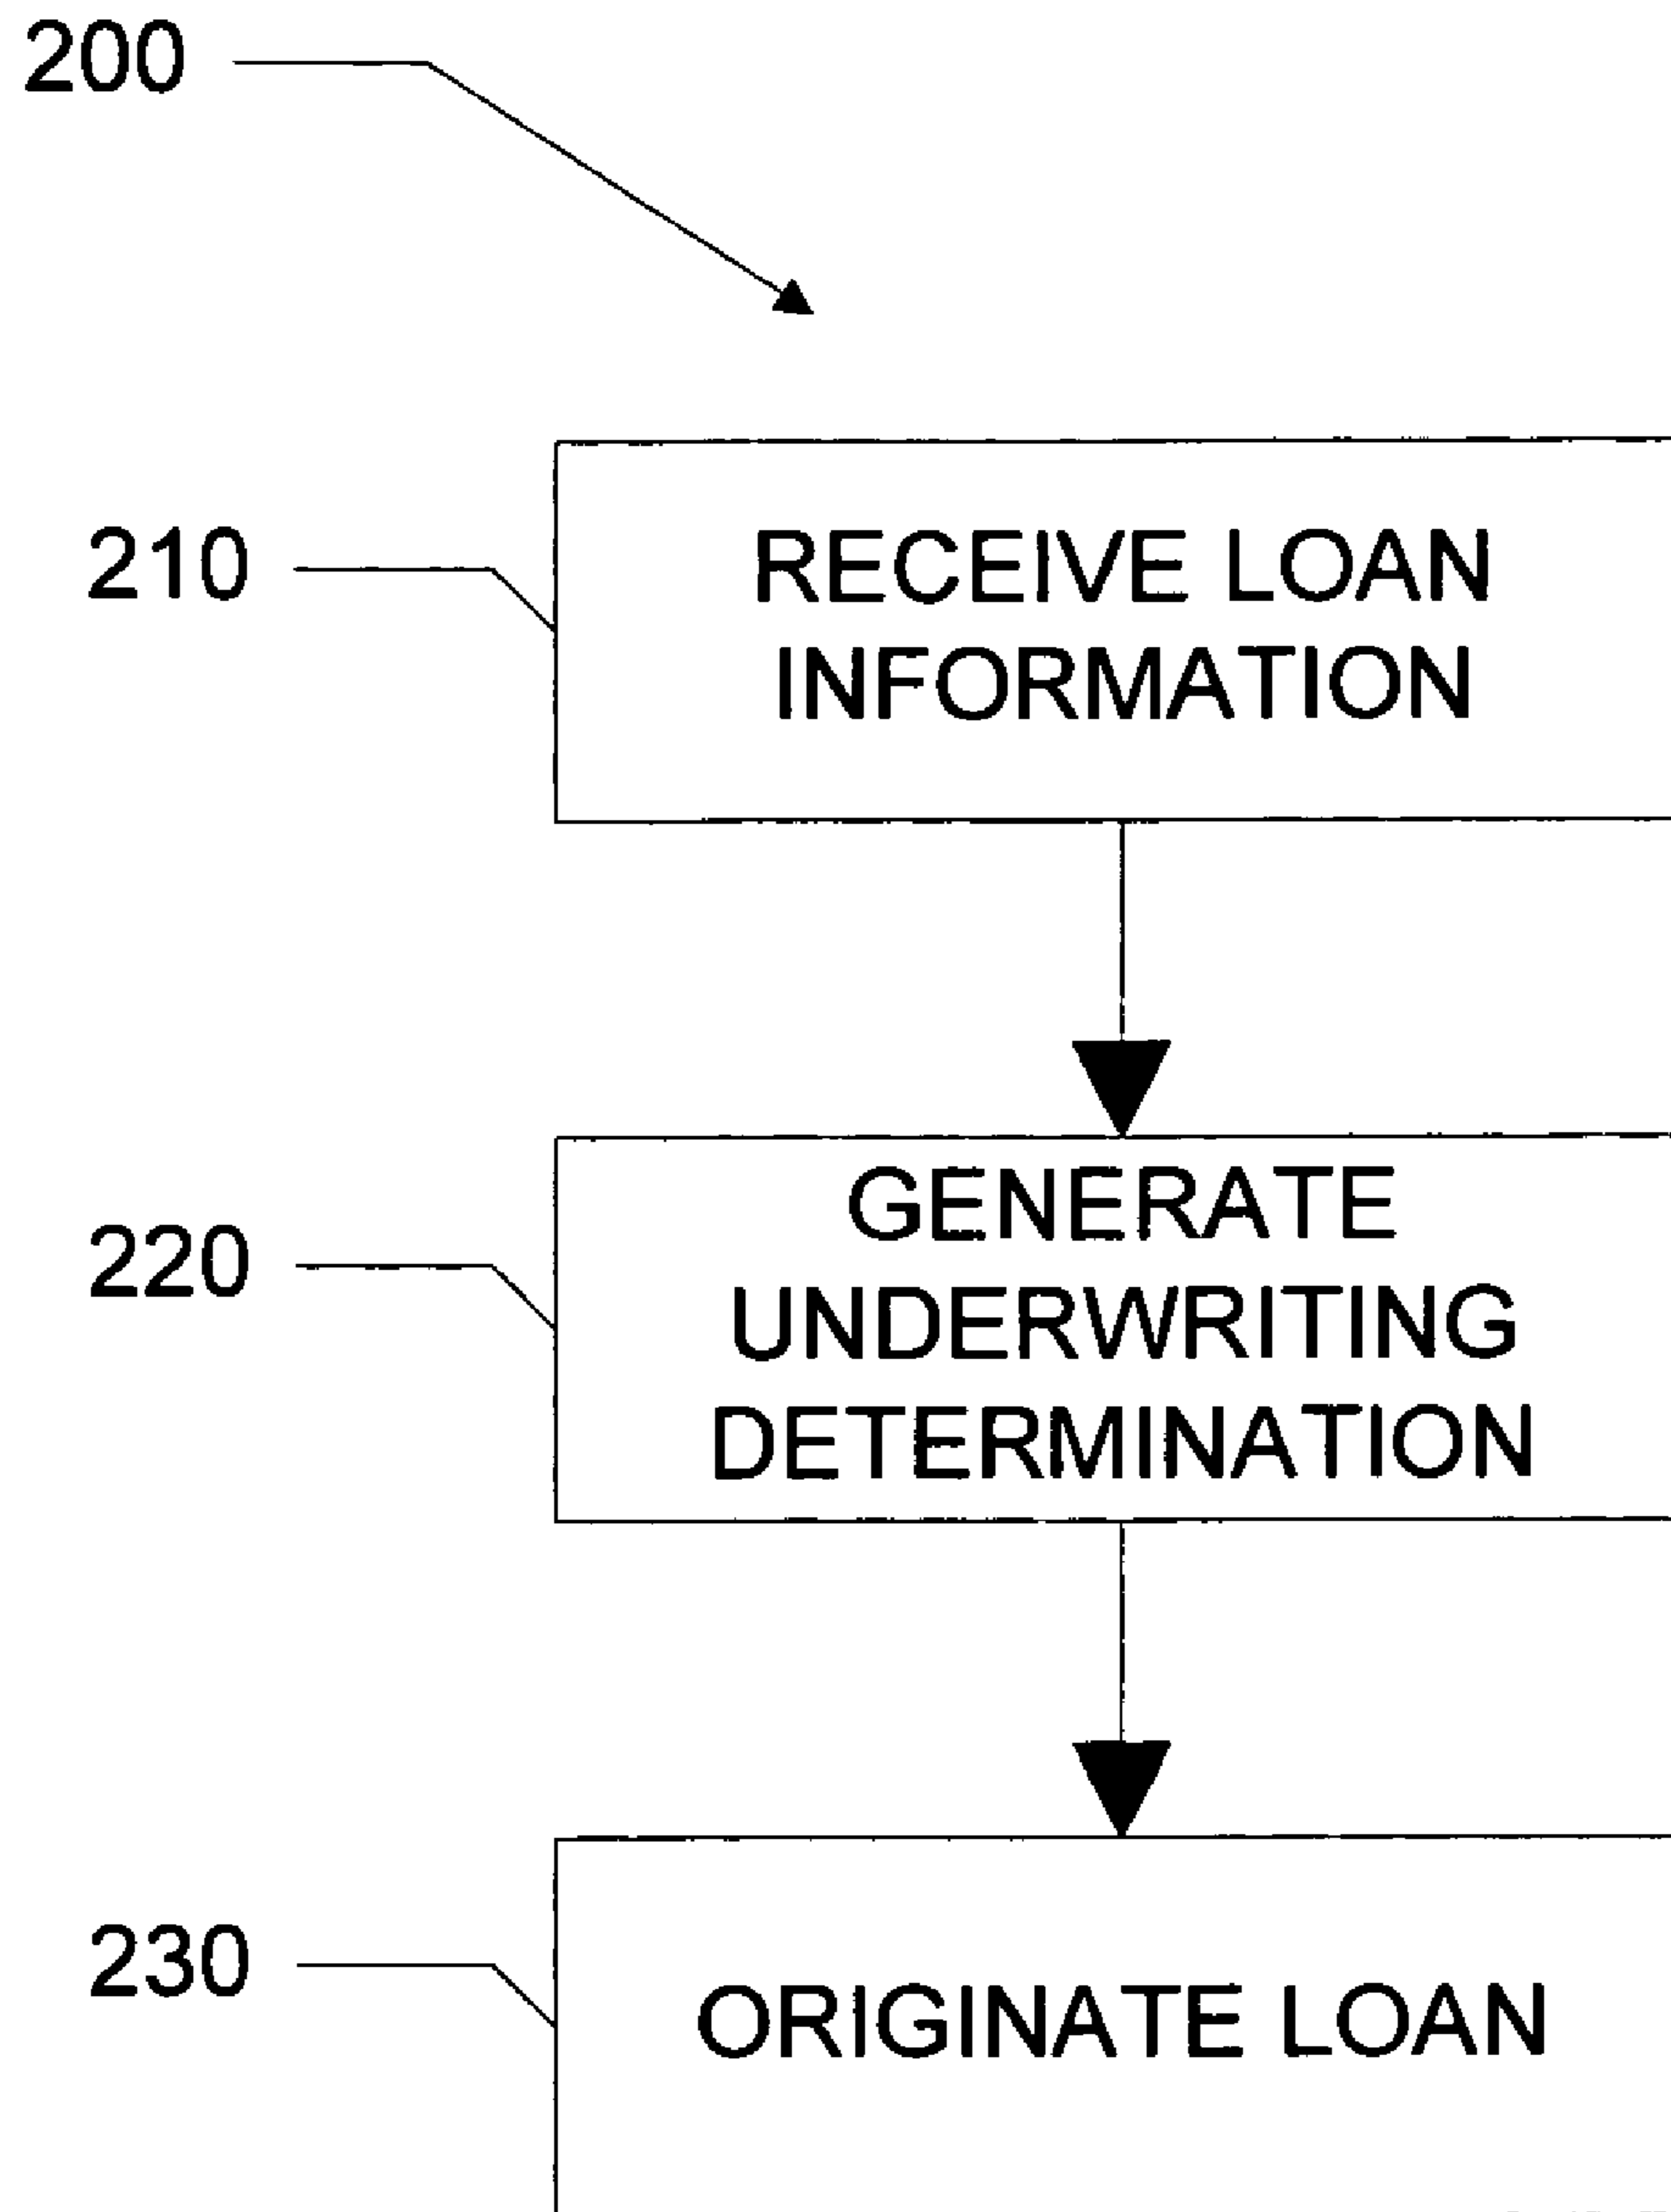 200
210
RECEIVE LOAN
INFORMATION
220
GENERATE
UNDERWRITING
DETERMINATION
230
ORIGINATE LOAN